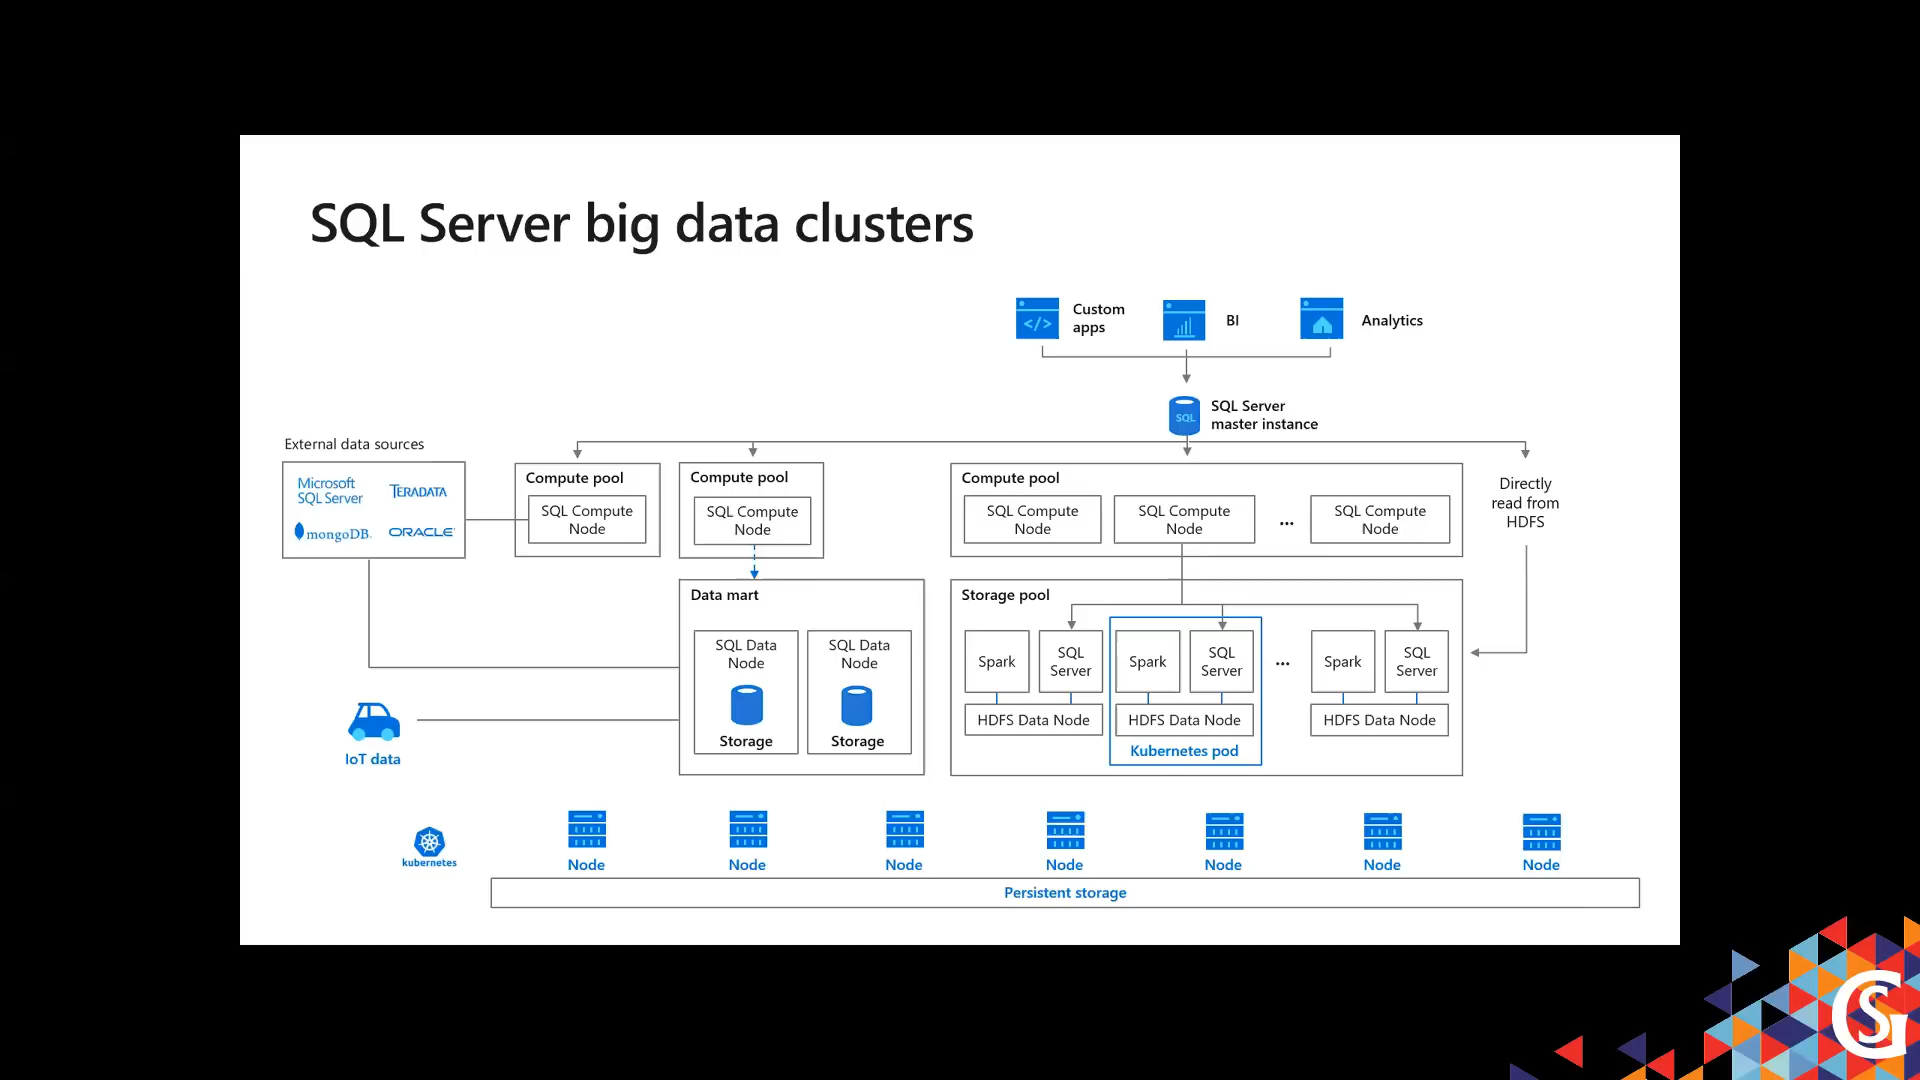 SQL Server big data clusters
Custom
apps
BI
Analytics
SQL
SQL Server
master instance
External data sources
Microsoft
SQL Server
TERADATA
mongoDB.
ORACLE
Compute pool
SQL Compute
Node
Compute pool
SQL Compute
Node
Compute pool
SQL Compute
Node
SQL Compute
Node
...
SQL Compute
Node
Directly
read from
HDFS
Data mart
SQL Data
Node
Storage
SQL Data
Node
Storage
Storage pool
Spark
SQL
Server
HDFS Data Node
Spark
SQL
Server
HDFS Data Node
Kubernetes pod
...
Spark
SQL
Server
HDFS Data Node
IoT data
kubernetes
Node
Node
Node
Node
Node
Node
Node
Persistent storage
GS